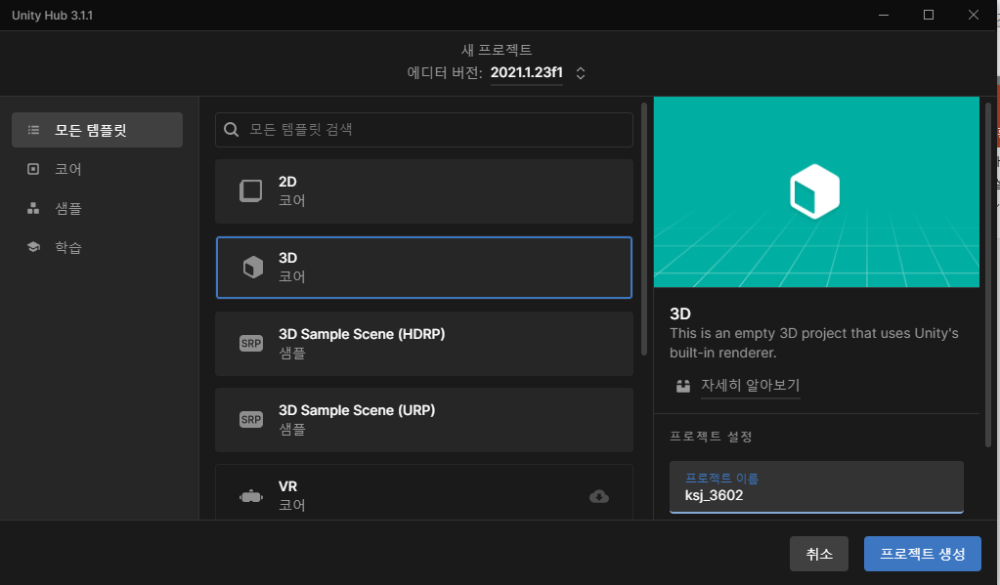 Unity Hub 3.1.1
새 프로젝트
에디터 버전: 2021.1.23f1
모든 템플릿
코어
샘플
학습
모든 템플릿 검색
2D
코어
3D
코어
SRP
3D Sample Scene (HDRP)
샘플
SRP
3D Sample Scene (URP)
샘플
VR
코어
3D
This is an empty 3D project that uses Unity's
built-in renderer.
자세히 알아보기
프로젝트 설정
프로젝트 이름
ksj_3602
취소
프로젝트 생성